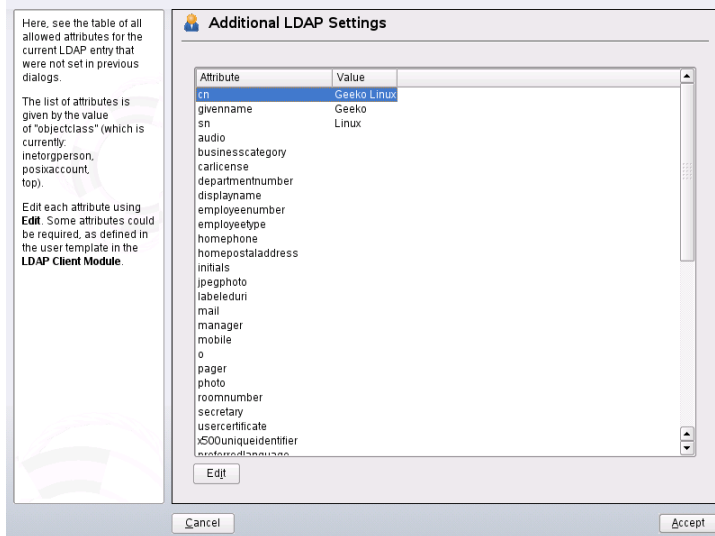 Here, see the table of all
allowed attributes for the
current LDAP entry that
were not set in previous
dialogs.
The list of attributes is
given by the value
of "objectclass" (which is
currently:
inetorgperson,
posixaccount,
top).
Edit each attribute using
Edit. Some attributes could
be required, as defined in
the user template in the
LDAP Client Module.
Additional LDAP Settings
Attribute Value
cn Geeko Linux
givenname Geeko
sn Linux
audio
businesscategory
carlicense
departmentnumber
displayname
employeenumber
employeetype
homephone
homepostaladdress
initials
jpegphoto
labeleduri
mail
manager
mobile
o
pager
photo
roomnumber
secretary
usercertificate
x500uniqueidentifier
preferredlanguage
Edit
Cancel Accept